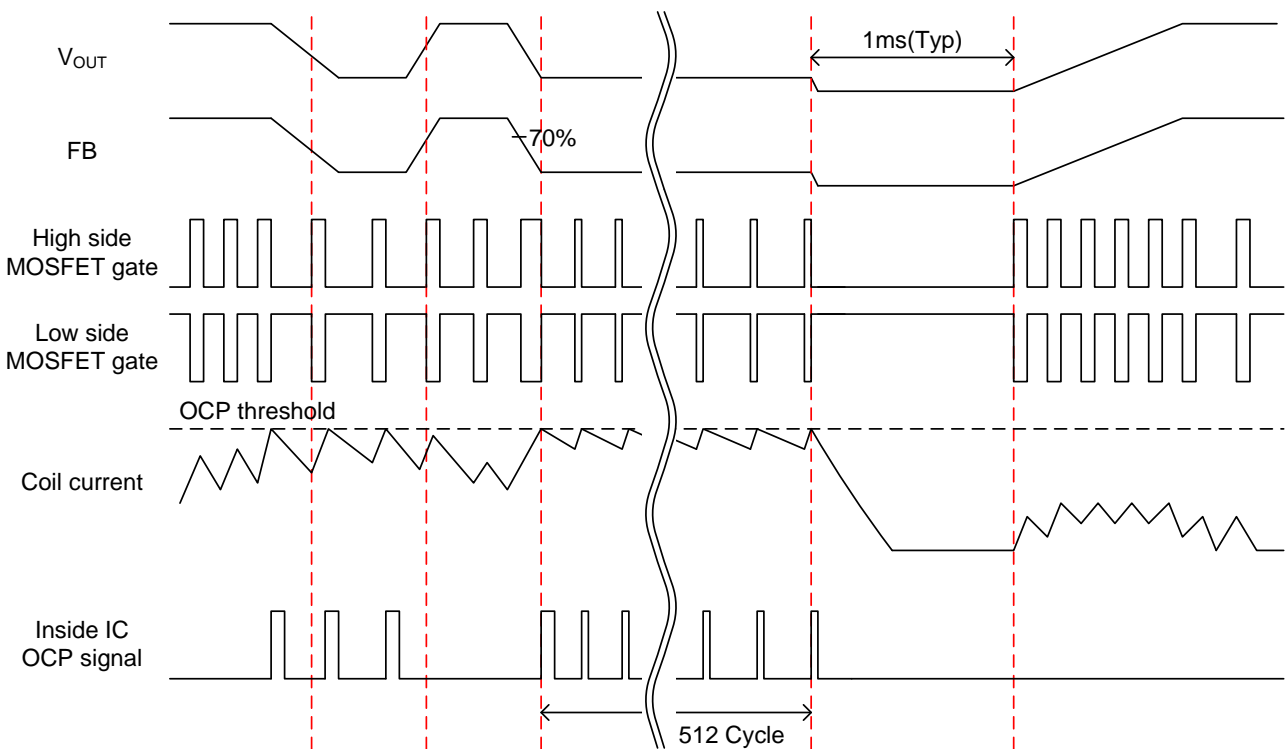 VOUT
1ms(Typ)
FB
70%
High side
MOSFET gate
Low side
MOSFET gate
OCP threshold
Coil current
Inside IC
OCP signal
512 Cycle